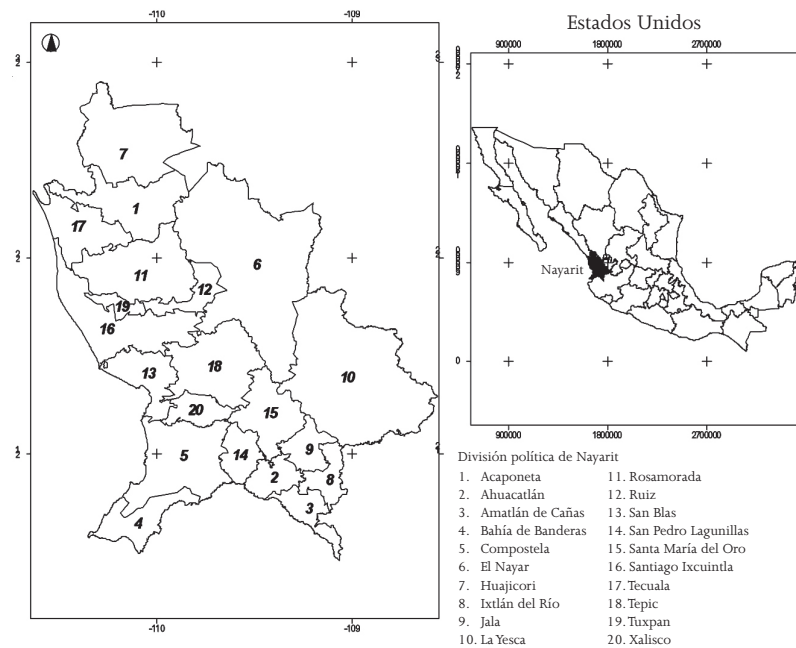 -110 -109
7
1
17
6
11
12
19
16
13
18
10
20
15
5
14
9
2
8
3
4
-110 -109
Estados Unidos
900000 1800000 2700000
Nayarit
0
900000 1800000 2700000
División política de Nayarit
1. Acaponeta
2. Ahuacatlán
3. Amatlán de Cañas
4. Bahía de Banderas
5. Compostela
6. El Nayar
7. Huajicori
8. Ixtlán del Río
9. Jala
10. La Yesca
11. Rosamorada
12. Ruiz
13. San Blas
14. San Pedro Lagunillas
15. Santa María del Oro
16. Santiago Ixcuintla
17. Tecuala
18. Tepic
19. Tuxpan
20. Xalisco